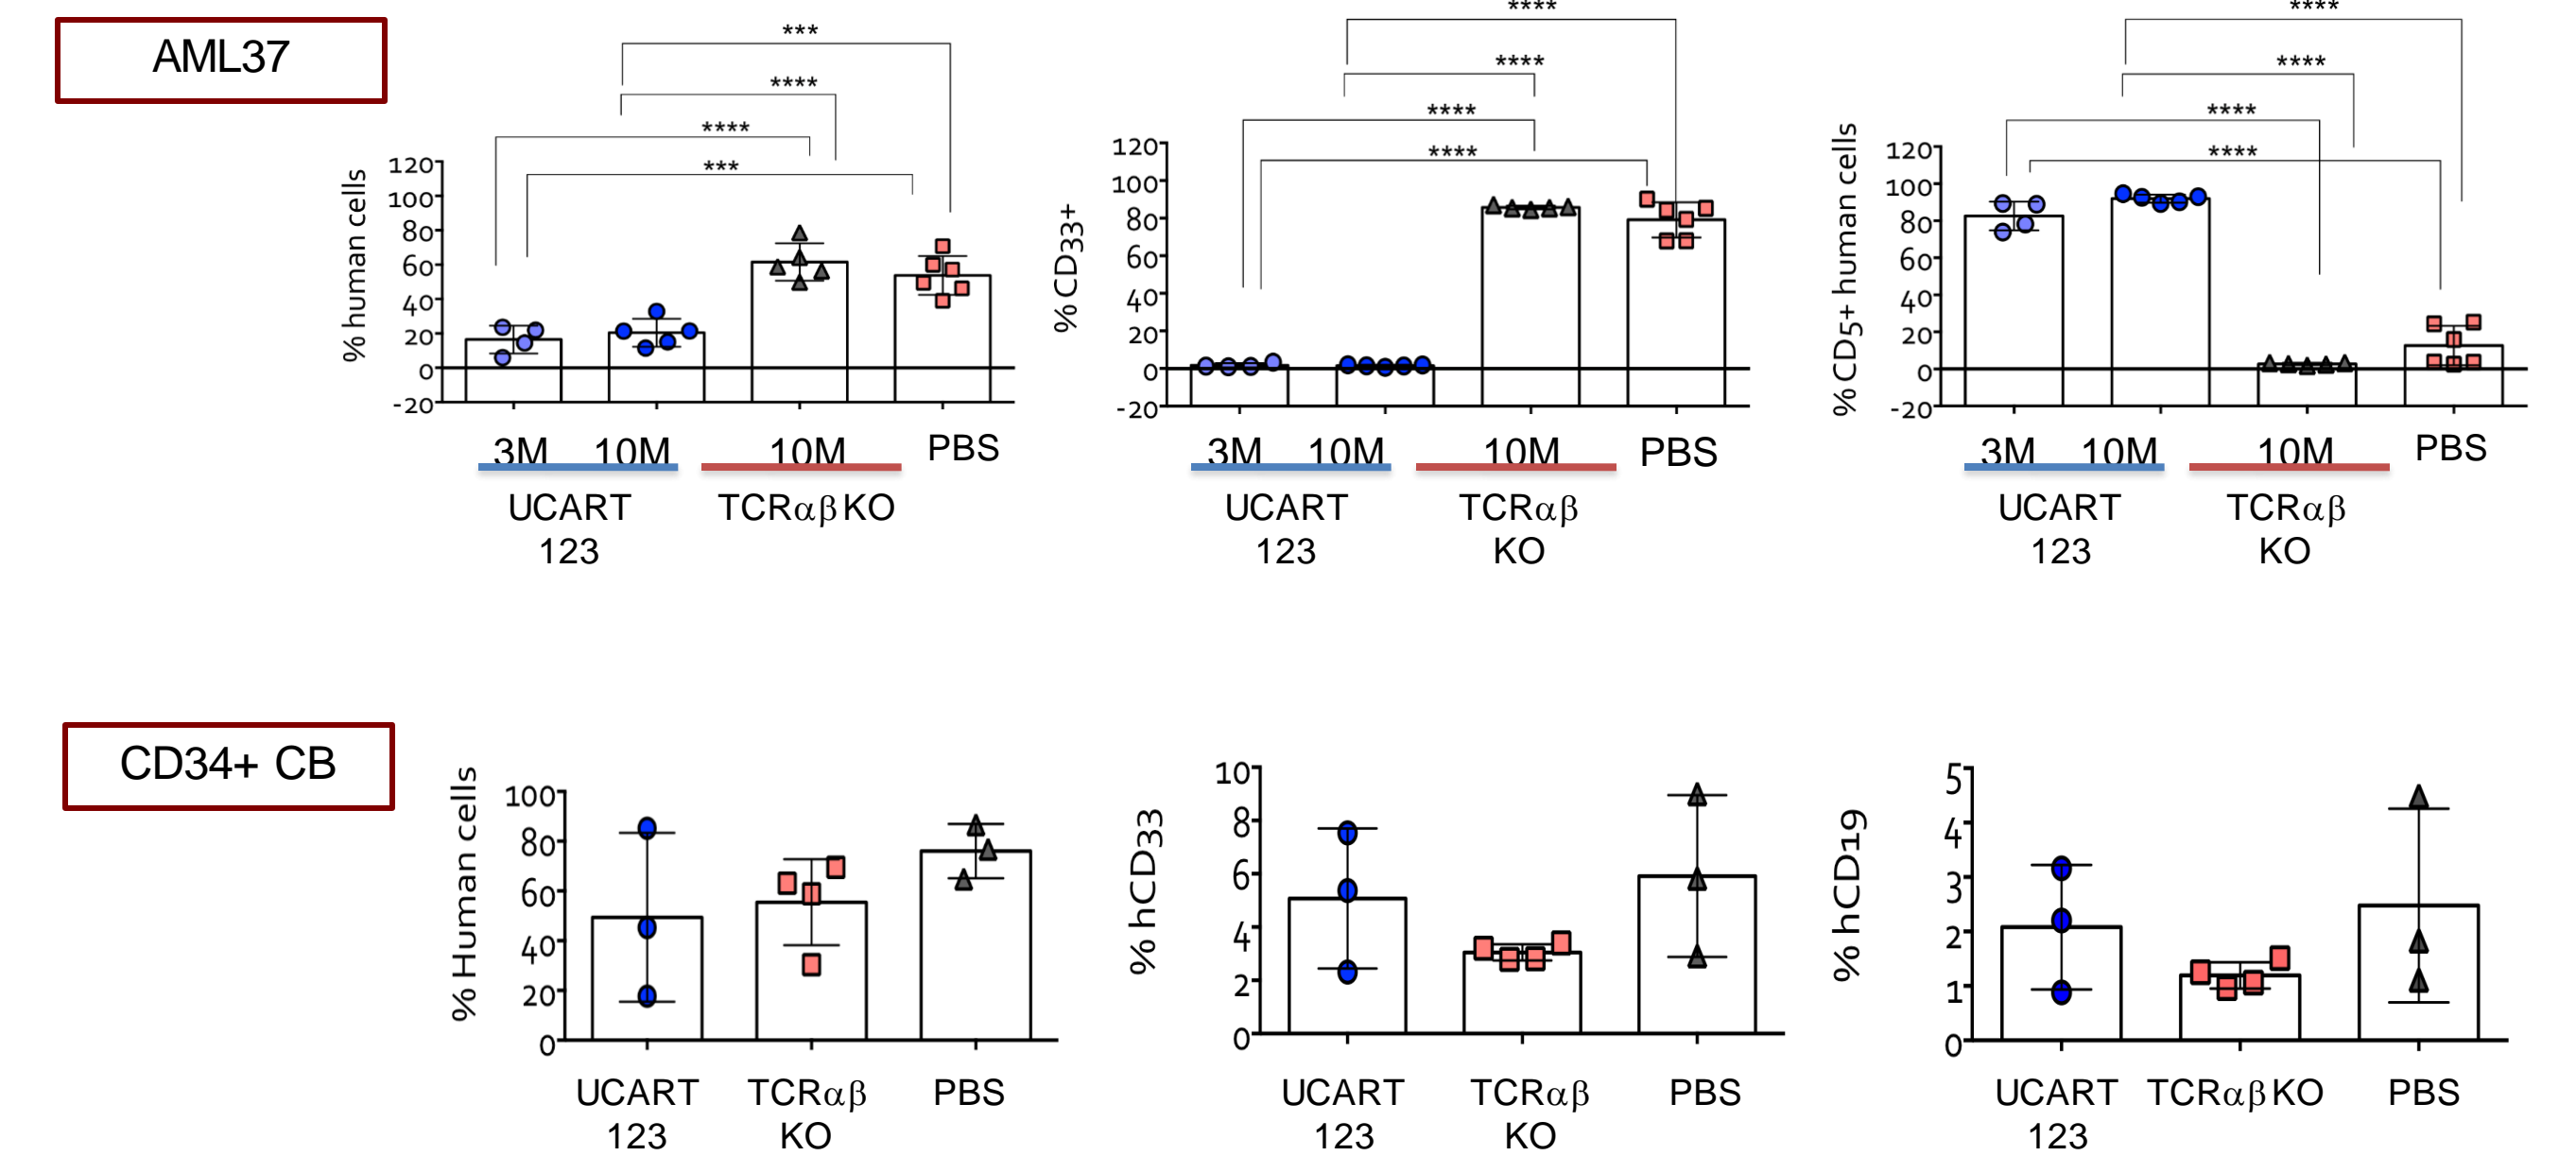 AML37
***
****
****
***
% human cells
120
100
80
60
40
20
0
-20
3M 10M 10M PBS
UCART TCRαβ KO
123
****
****
****
****
% CD33+
120
100
80
60
40
20
0
-20
3M 10M 10M PBS
UCART TCRαβ
123 KO
****
****
****
****
% CD5+ human cells
120
100
80
60
40
20
0
-20
3M 10M 10M PBS
UCART TCRαβ
123 KO
CD34+ CB
% Human cells
100
80
60
40
20
0
UCART TCRαβ PBS
123 KO
% hCD33
10
8
6
4
2
0
UCART TCRαβ PBS
123 KO
% hCD19
5
4
3
2
1
0
UCART TCRαβ KO PBS
123